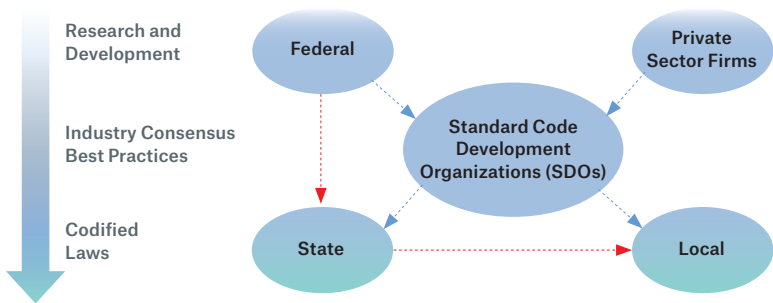 Research and
Development
Federal
Private
Sector Firms
Industry Consensus
Best Practices
Standard Code
Development
Organizations (SDOs)
Codified
Laws
State
Local